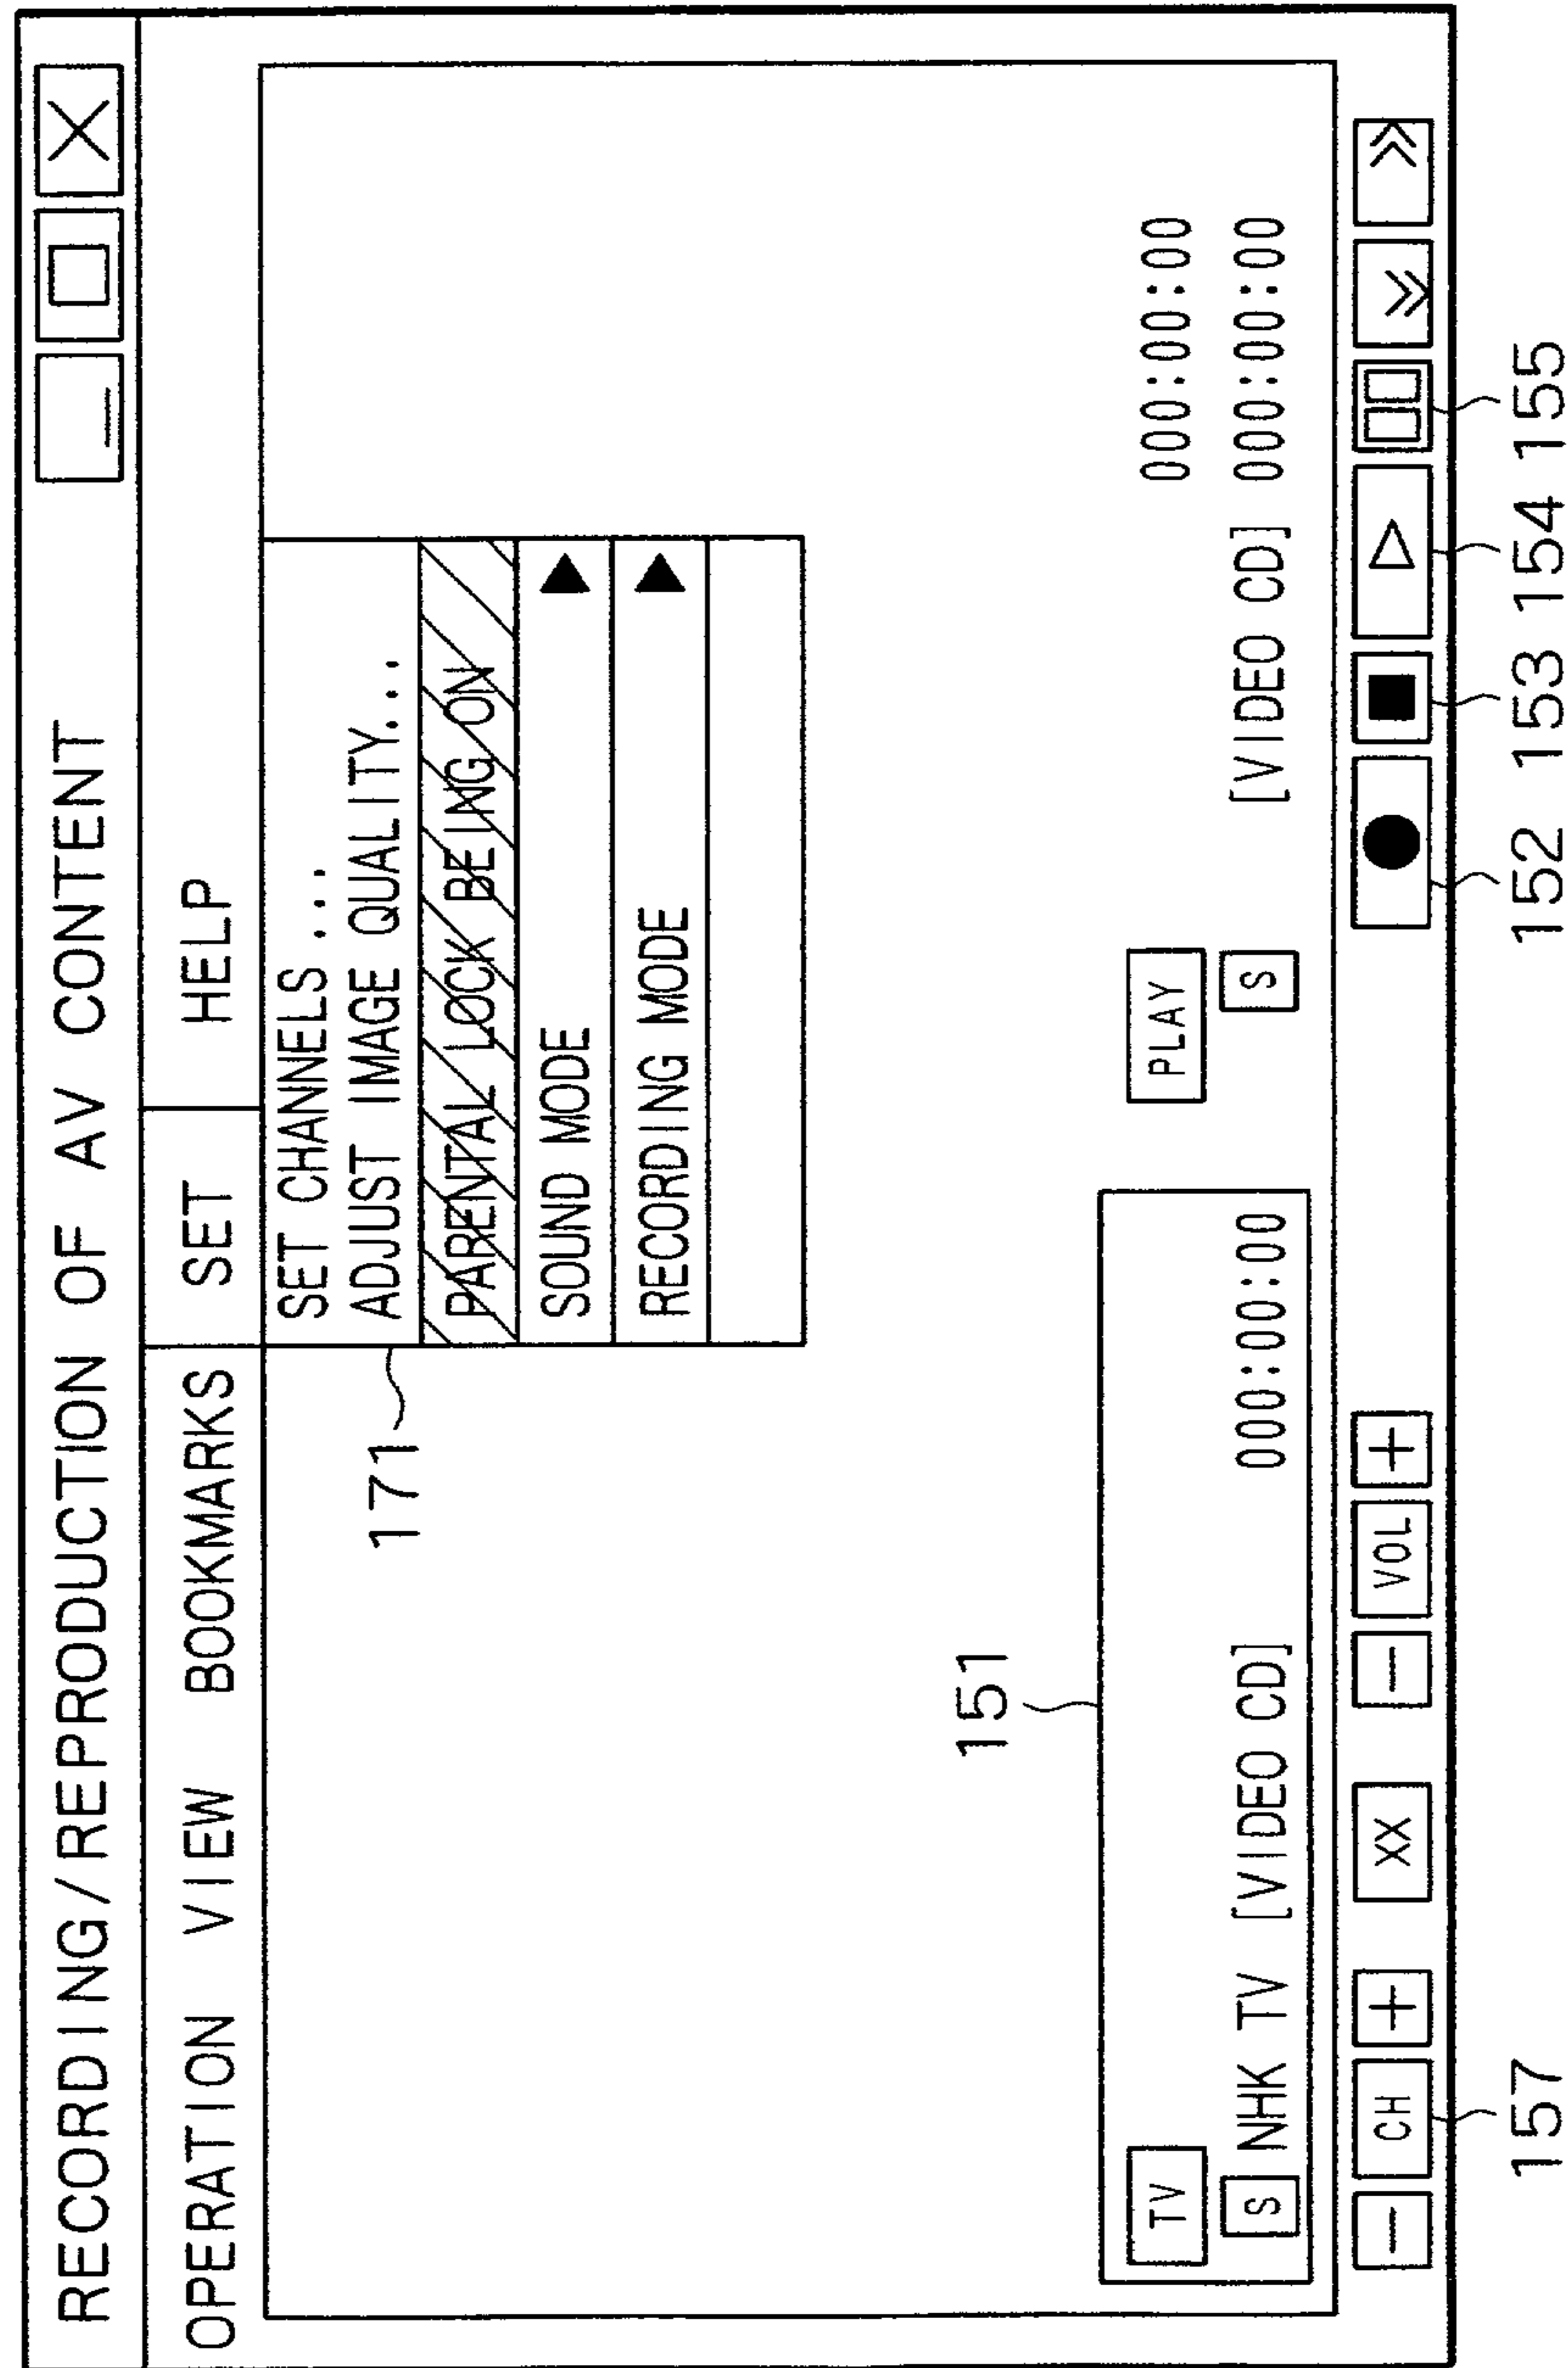 RECORDING/REPRODUCTION OF AV CONTENT
OPERATION VIEW BOOKMARKS SET HELP
SET CHANNELS ...
ADJUST IMAGE QUALITY...
PARENTAL LOCK BEING ON
SOUND MODE
RECORDING MODE
171
151
TV
S NHK TV [VIDEO CD] 000:00:00
PLAY 000:00:00
S [VIDEO CD] 000:00:00
− CH + XX − VOL +
157 152 153 154 155